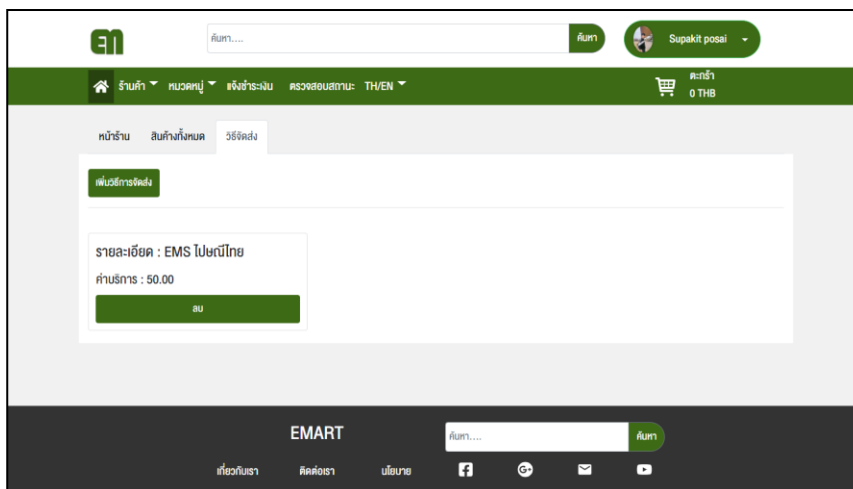 ค้นหา.... ค้นหา Supakit posai
ร้านค้า หมวดหมู่ แจ้งชำระเงิน ตรวจสอบสถานะ TH/EN ตะกร้า
0 THB
หน้าร้าน สินค้าทั้งหมด วิธีจัดส่ง
เพิ่มวิธีการจัดส่ง
รายละเอียด : EMS ไปษณีไทย
ค่าบริการ : 50.00
ลบ
EMART ค้นหา.... ค้นหา
เกี่ยวกับเรา ติดต่อเรา นโยบาย